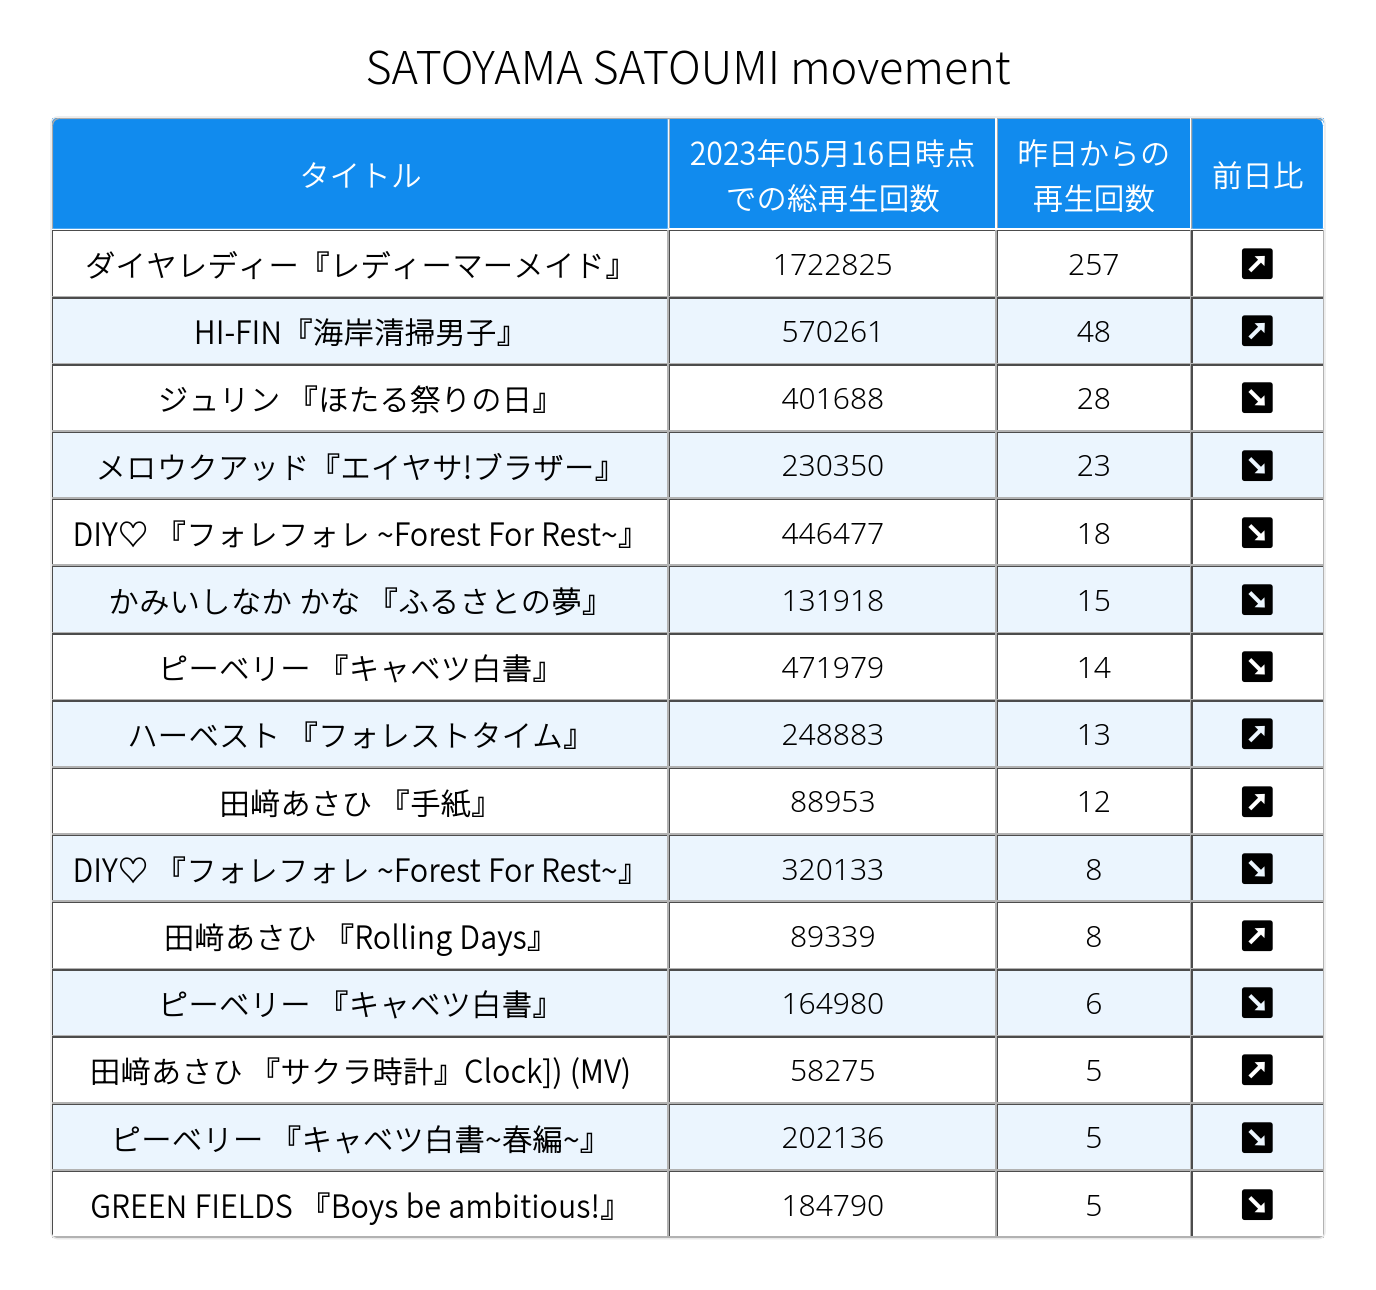 SATOYAMA SATOUMI movement
タイトル 2023年05月16日時点での総再生回数 昨日からの再生回数 前日比
ダイヤレディー『レディーマーメイド』 1722825 257 ↗
HI-FIN『海岸清掃男子』 570261 48 ↗
ジュリン 『ほたる祭りの日』 401688 28 ↘
メロウクアッド『エイヤサ!ブラザー』 230350 23 ↘
DIY♡ 『フォレフォレ ~Forest For Rest~』 446477 18 ↘
かみいしなか かな 『ふるさとの夢』 131918 15 ↘
ピーベリー 『キャベツ白書』 471979 14 ↘
ハーベスト 『フォレストタイム』 248883 13 ↗
田﨑あさひ 『手紙』 88953 12 ↗
DIY♡ 『フォレフォレ ~Forest For Rest~』 320133 8 ↘
田﨑あさひ 『Rolling Days』 89339 8 ↗
ピーベリー 『キャベツ白書』 164980 6 ↘
田﨑あさひ 『サクラ時計』Clock]) (MV) 58275 5 ↗
ピーベリー 『キャベツ白書~春編~』 202136 5 ↘
GREEN FIELDS 『Boys be ambitious!』 184790 5 ↘